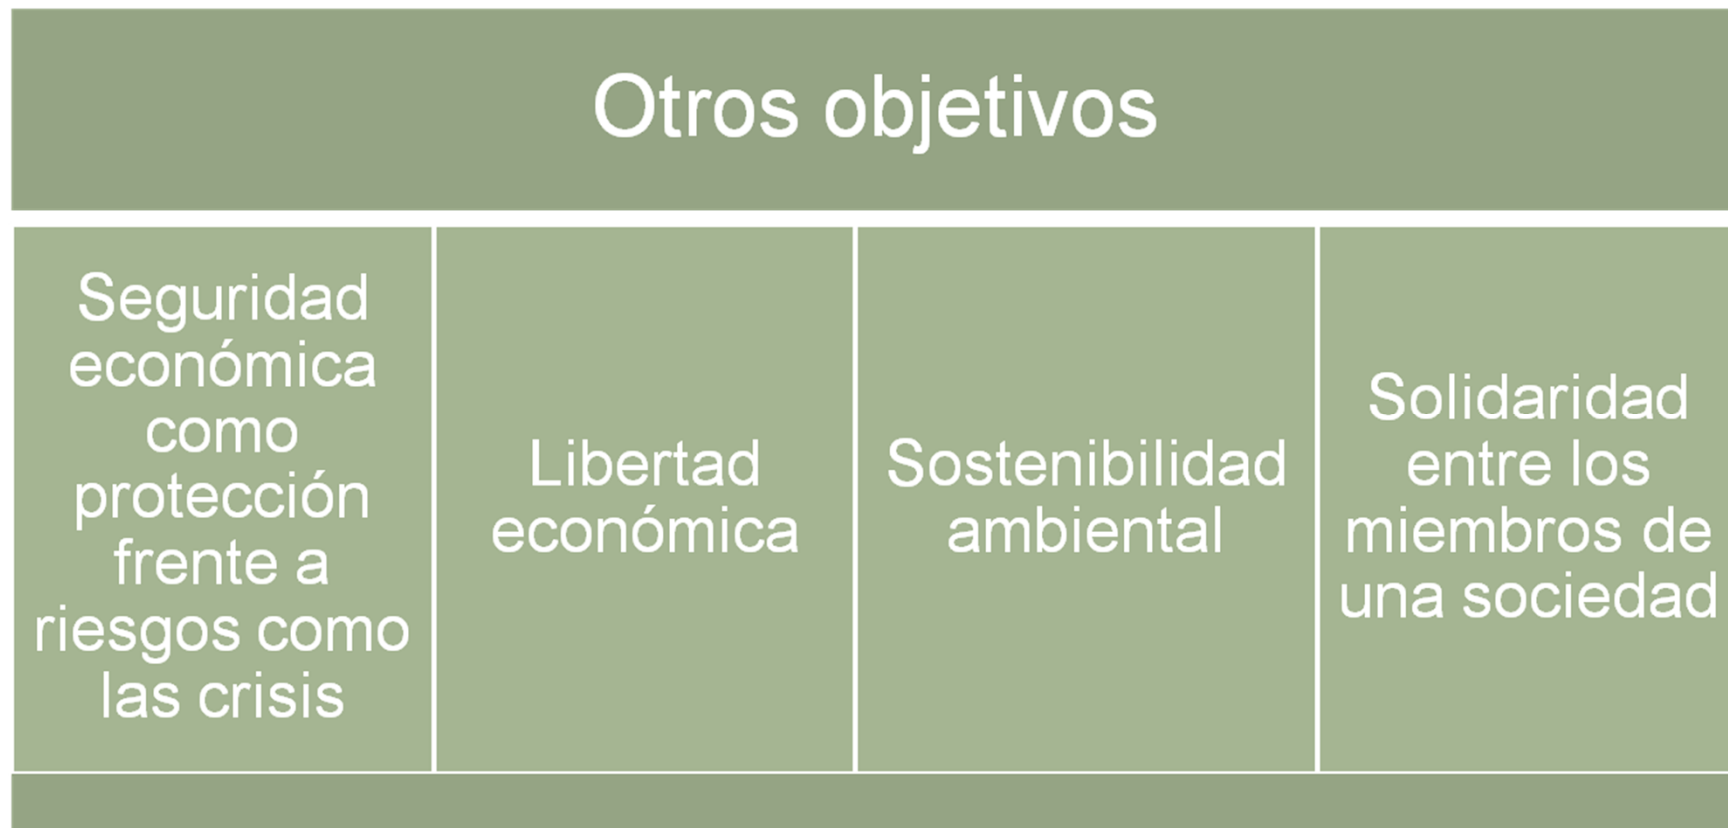 Otros objetivos
Seguridad
económica
como
protección
frente a
riesgos como
las crisis
Libertad
económica
Sostenibilidad
ambiental
Solidaridad
entre los
miembros de
una sociedad